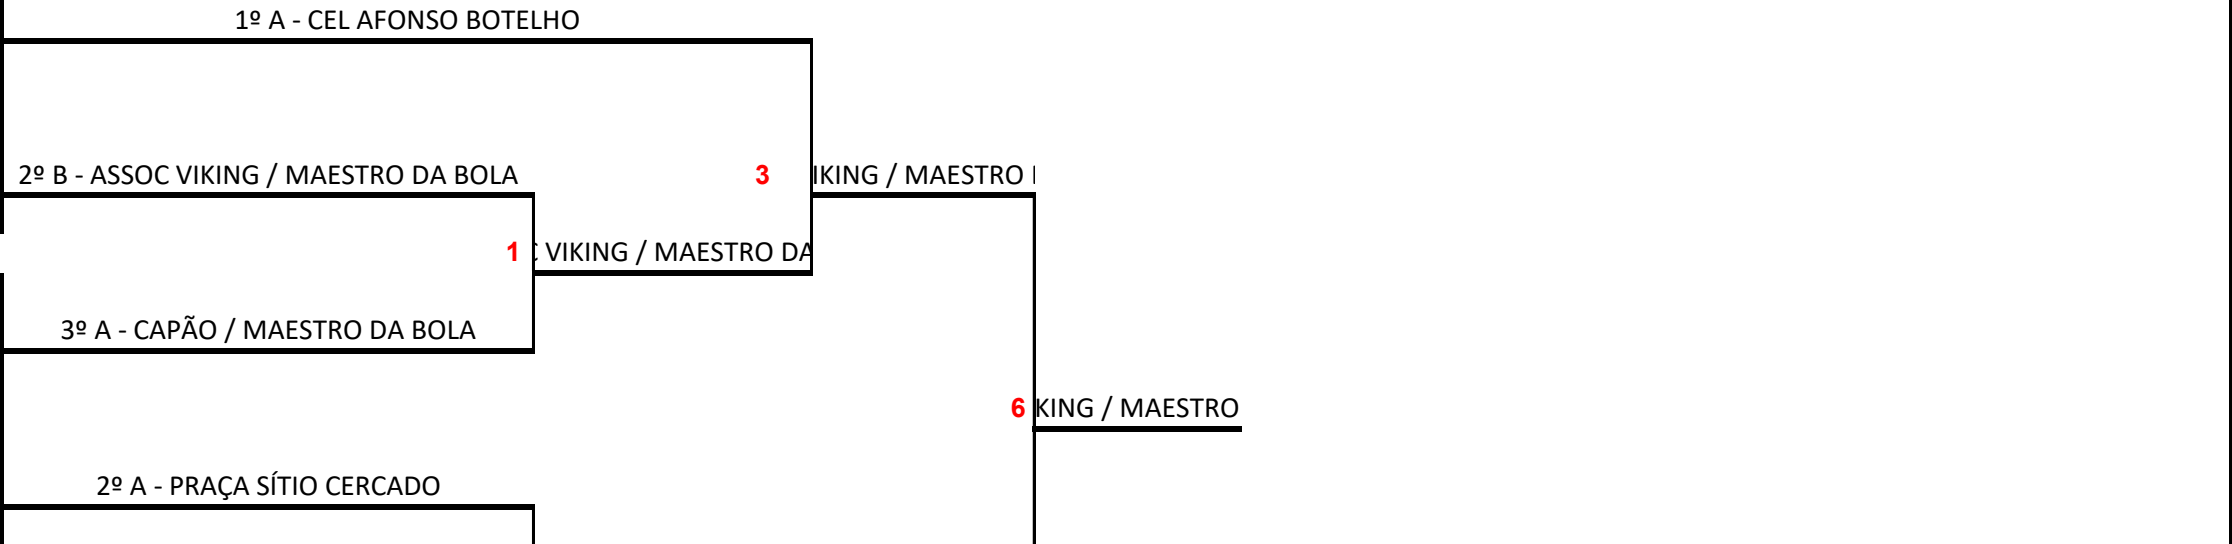 1º A - CEL AFONSO BOTELHO
2º B - ASSOC VIKING / MAESTRO DA BOLA
3 IKING / MAESTRO
1 VIKING / MAESTRO DA
3º A - CAPÃO / MAESTRO DA BOLA
6 KING / MAESTRO
2º A - PRAÇA SÍTIO CERCADO